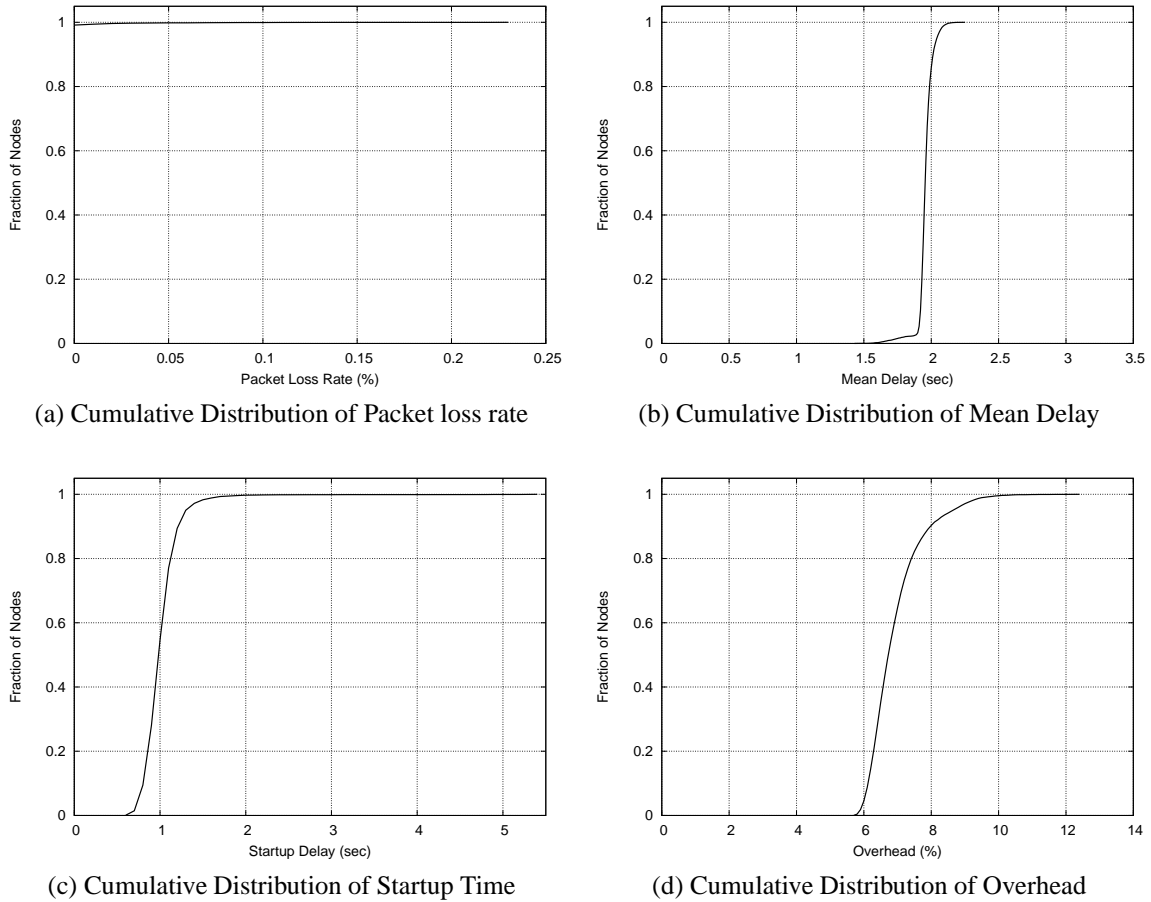 1
0.8
0.6
0.4
0.2
0
Fraction of Nodes
0 0.05 0.1 0.15 0.2 0.25
Packet Loss Rate (%)
(a) Cumulative Distribution of Packet loss rate
1
0.8
0.6
0.4
0.2
0
Fraction of Nodes
0 0.5 1 1.5 2 2.5 3 3.5
Mean Delay (sec)
(b) Cumulative Distribution of Mean Delay
1
0.8
0.6
0.4
0.2
0
Fraction of Nodes
0 1 2 3 4 5
Startup Delay (sec)
(c) Cumulative Distribution of Startup Time
1
0.8
0.6
0.4
0.2
0
Fraction of Nodes
0 2 4 6 8 10 12 14
Overhead (%)
(d) Cumulative Distribution of Overhead